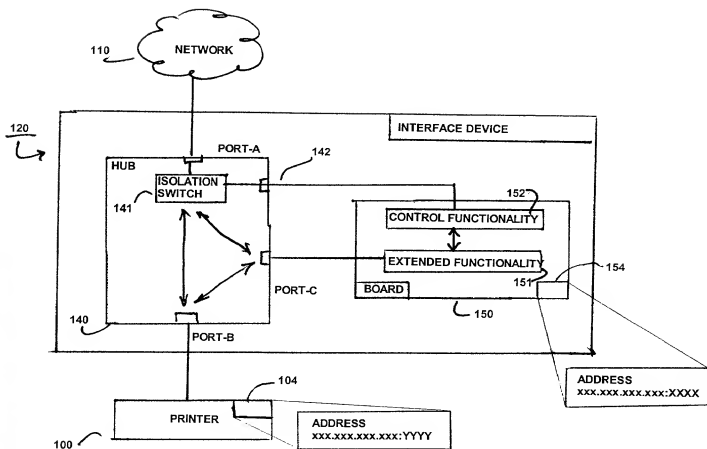 110
NETWORK
120
INTERFACE DEVICE
PORT-A
HUB
142
ISOLATION
SWITCH
141
152
CONTROL FUNCTIONALITY
EXTENDED FUNCTIONALITY
151
154
BOARD
150
PORT-C
140
PORT-B
104
PRINTER
100
ADDRESS
xxx.xxx.xxx.xxx:YYYY
ADDRESS
xxx.xxx.xxx.xxx:XXXX